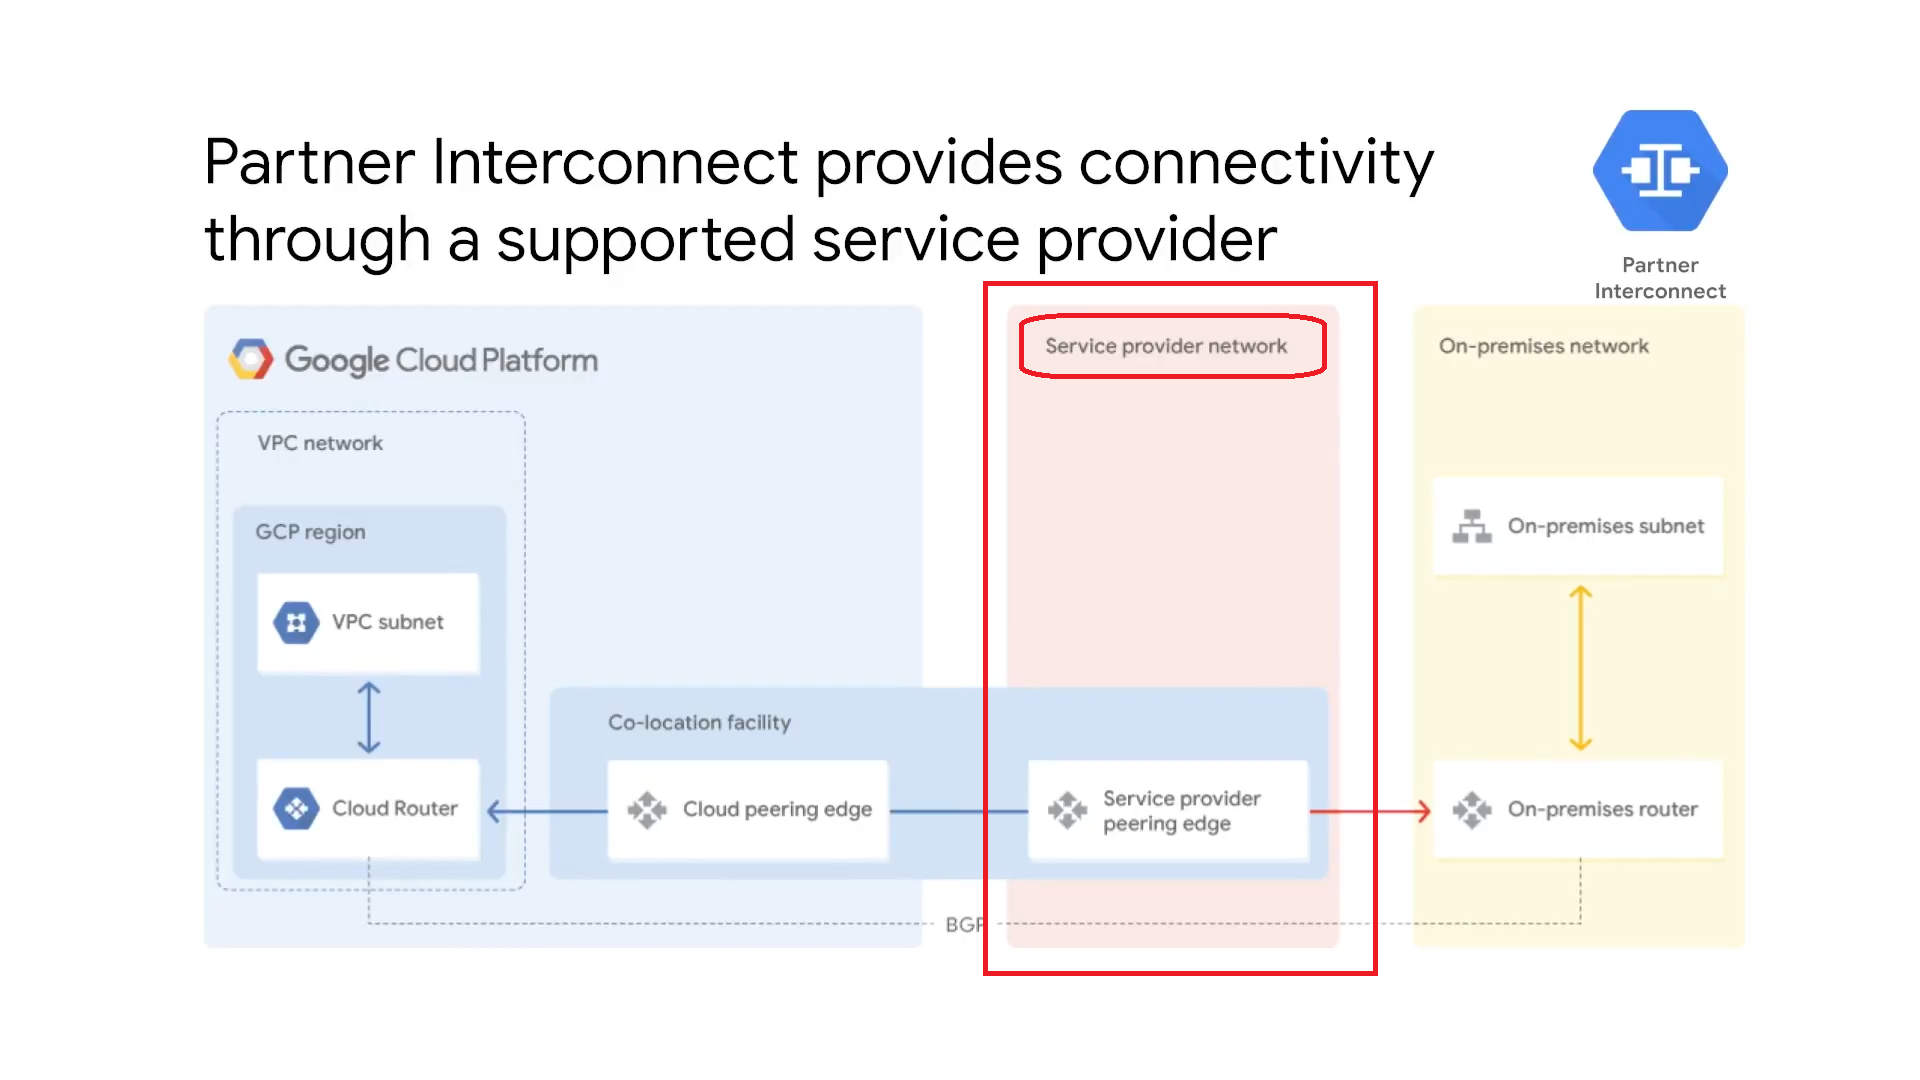 Partner Interconnect provides connectivity
through a supported service provider
Partner
Interconnect
Google Cloud Platform
VPC network
GCP region
VPC subnet
Cloud Router
Co-location facility
Cloud peering edge
Service provider network
Service provider
peering edge
On-premises network
On-premises subnet
On-premises router
BGP